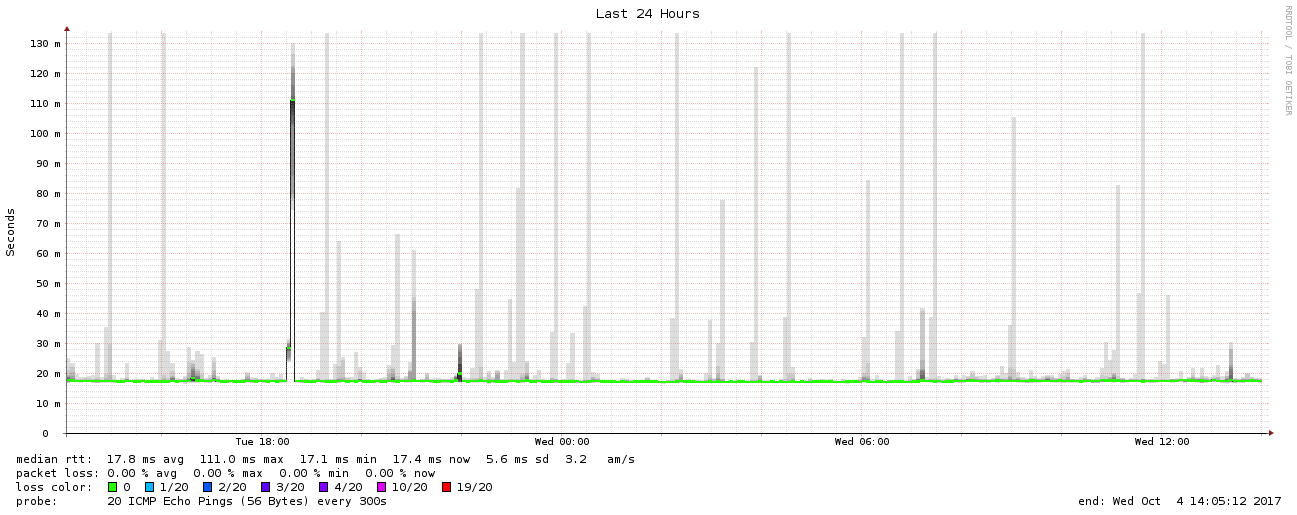 Last 24 Hours
RRDTOOL / TOBI OETIKER
Seconds
130 m
120 m
110 m
100 m
90 m
80 m
70 m
60 m
50 m
40 m
30 m
20 m
10 m
0
Tue 18:00 Wed 00:00 Wed 06:00 Wed 12:00
median rtt: 17.8 ms avg 111.0 ms max 17.1 ms min 17.4 ms now 5.6 ms sd 3.2 am/s
packet loss: 0.00 % avg 0.00 % max 0.00 % min 0.00 % now
loss color: 0 1/20 2/20 3/20 4/20 10/20 19/20
probe: 20 ICMP Echo Pings (56 Bytes) every 300s end: Wed Oct 4 14:05:12 2017